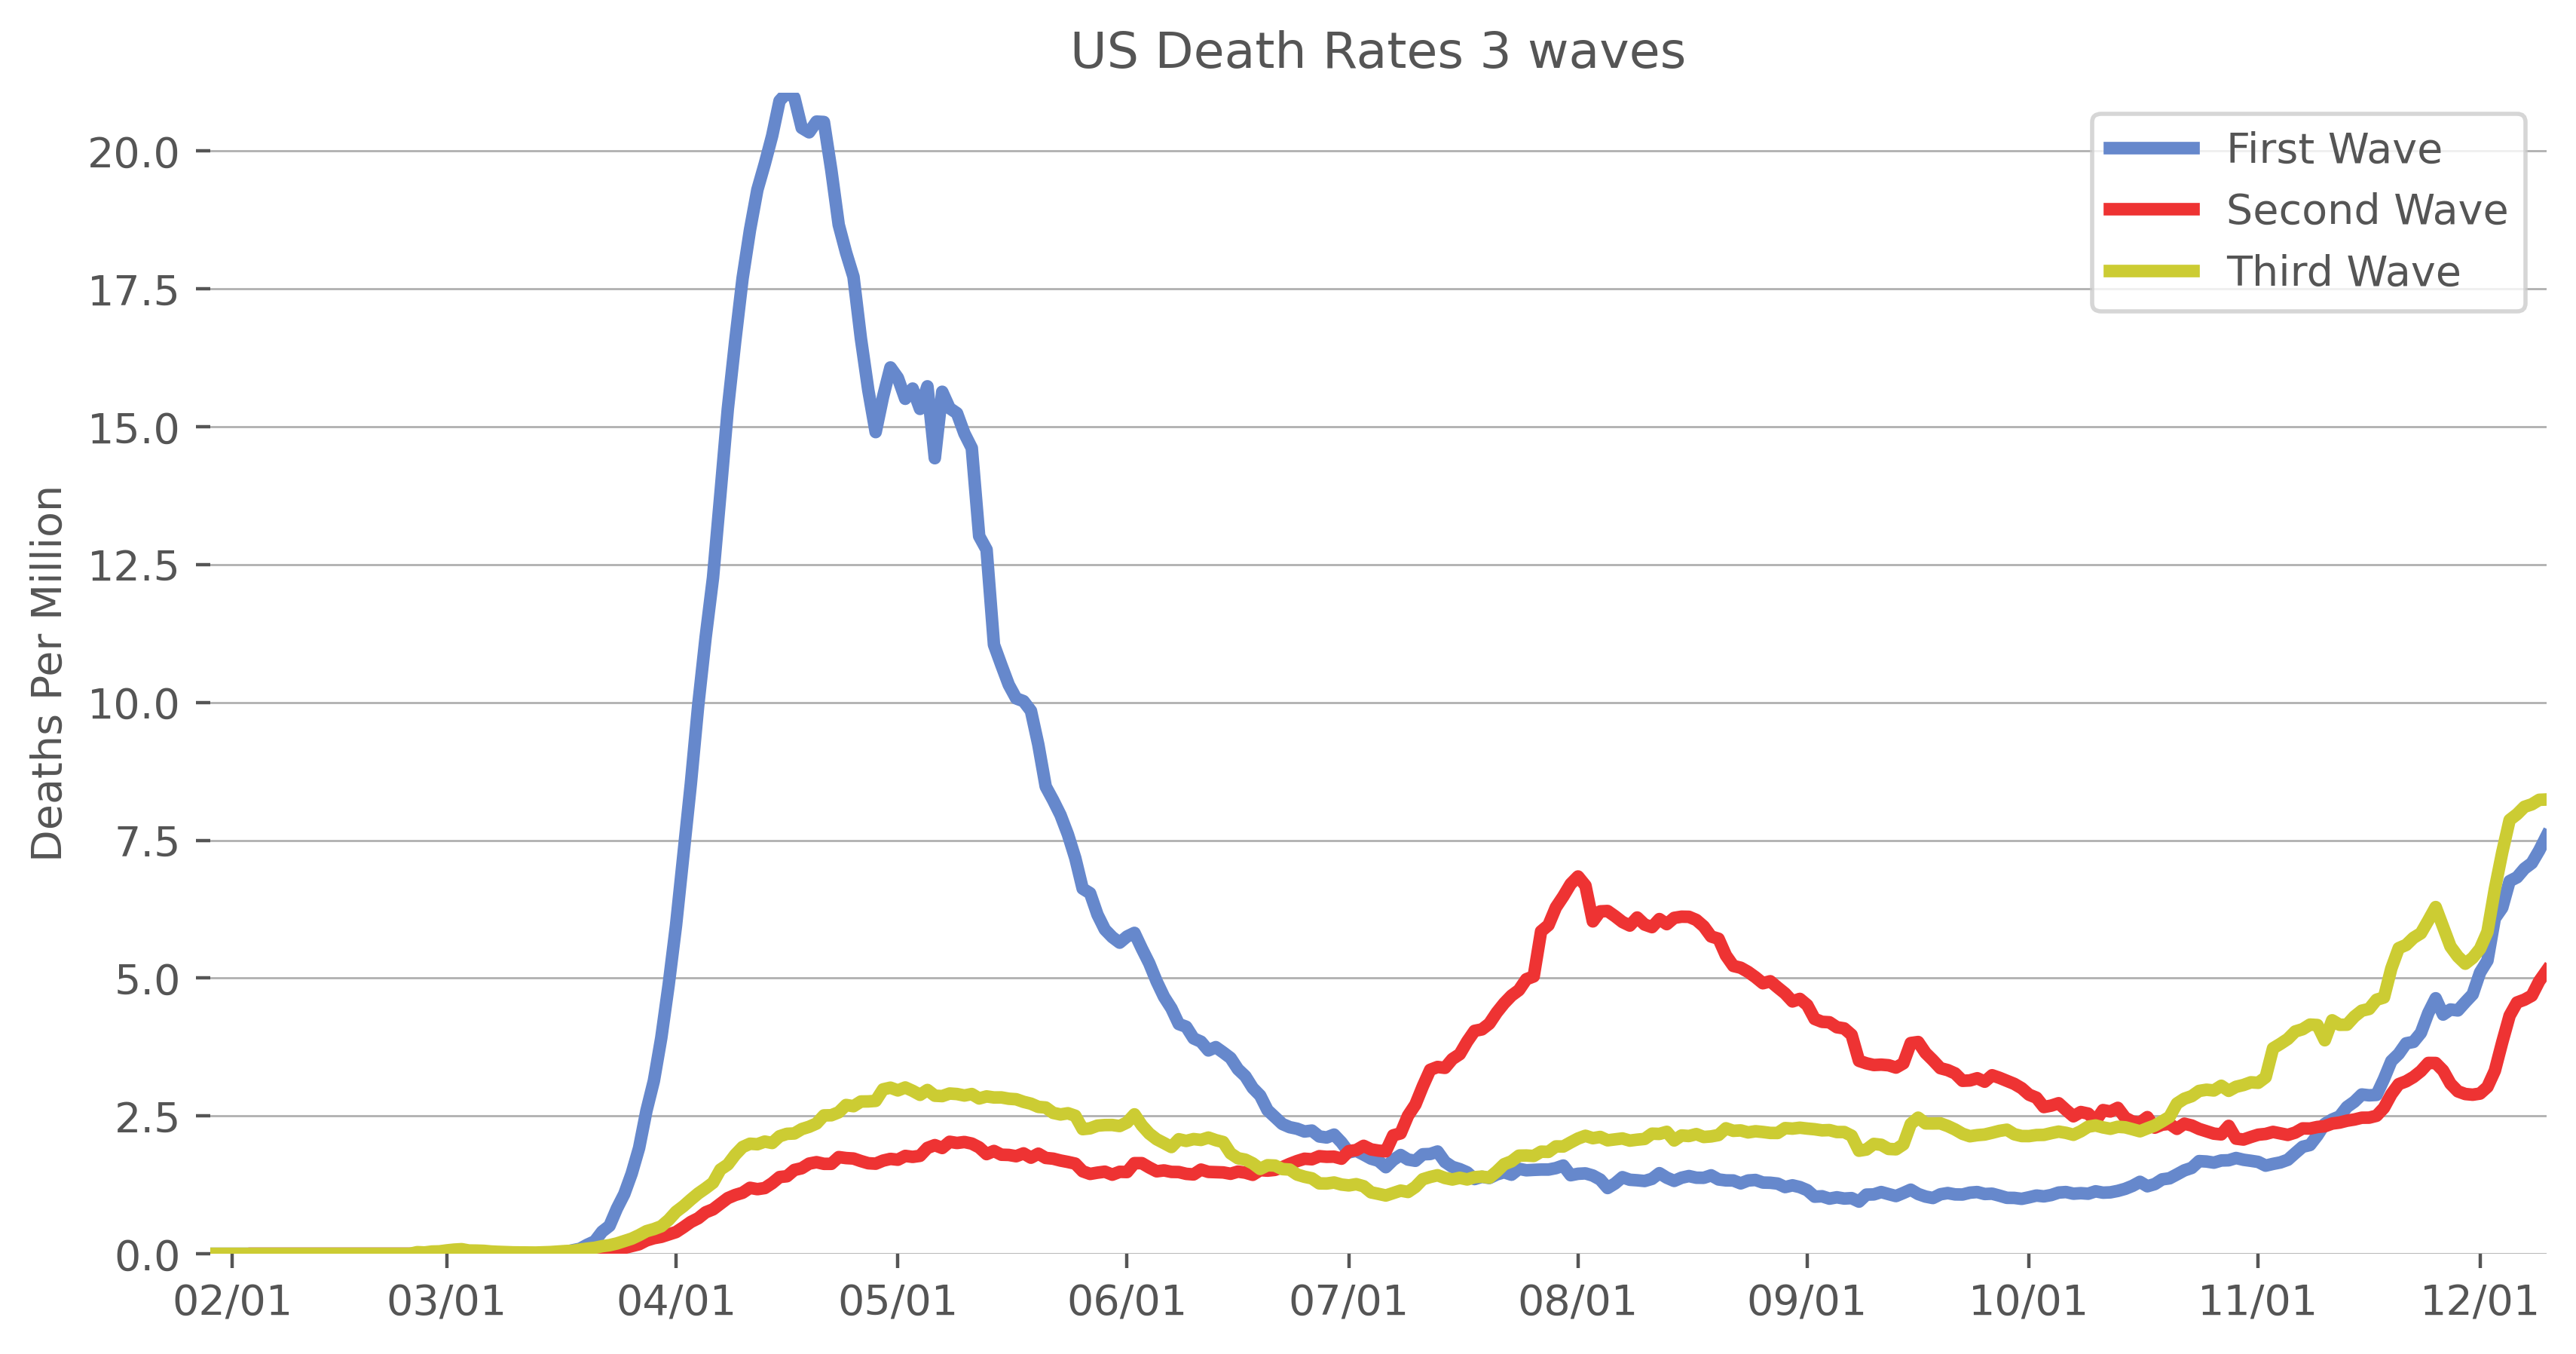 US Death Rates 3 waves
First Wave
Second Wave
Third Wave
Deaths Per Million
20.0
17.5
15.0
12.5
10.0
7.5
5.0
2.5
0.0
02/01 03/01 04/01 05/01 06/01 07/01 08/01 09/01 10/01 11/01 12/01